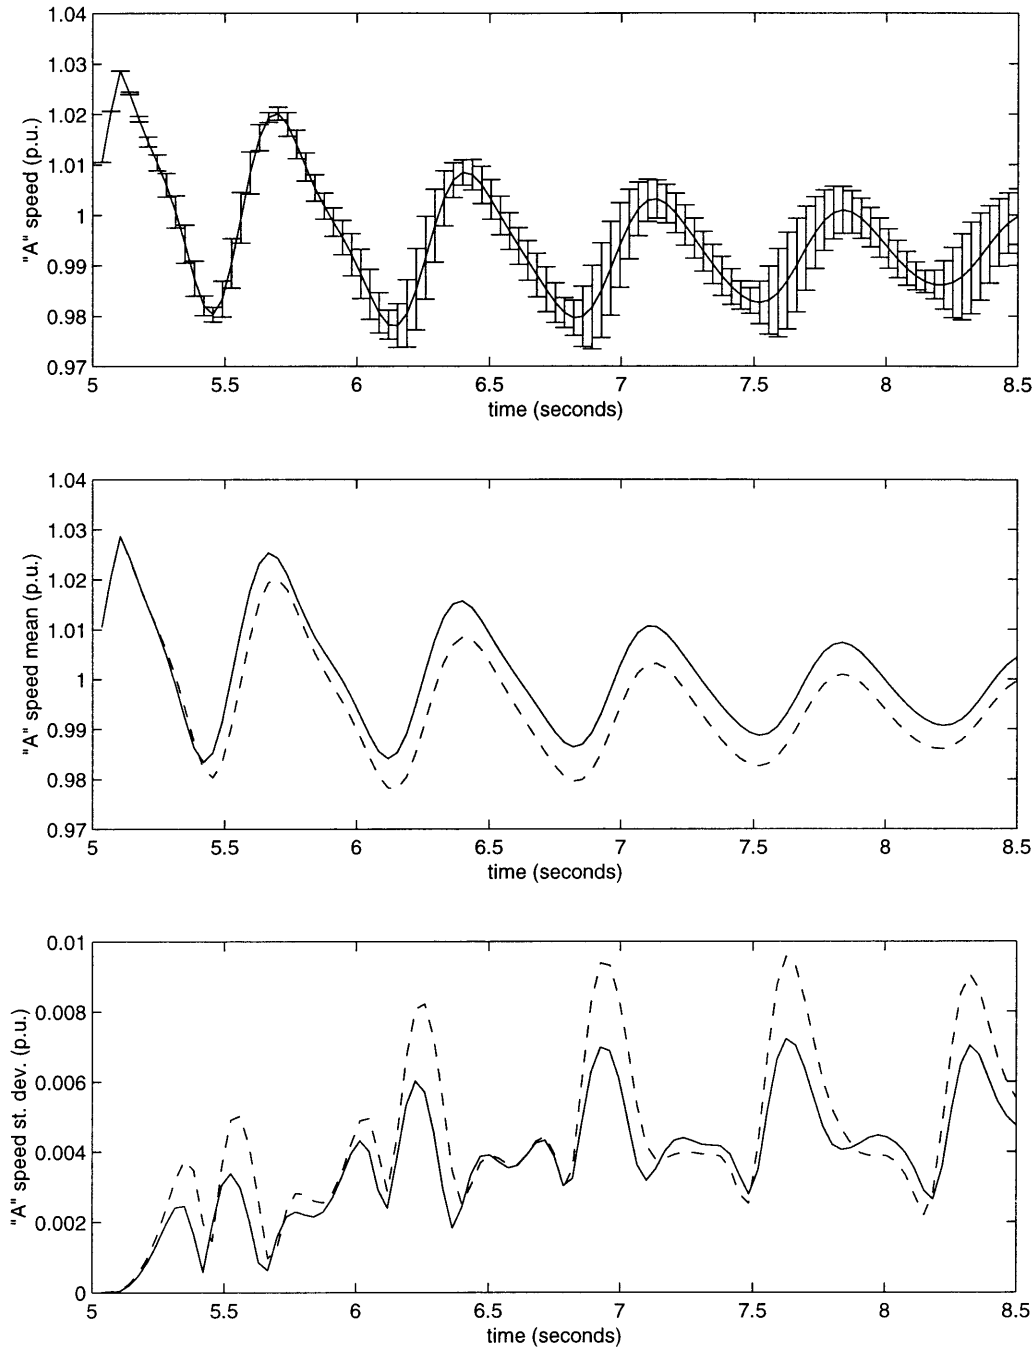 1.04
1.03
1.02
1.01
1
0.99
0.98
0.97
"A" speed (p.u.)
5 5.5 6 6.5 7 7.5 8 8.5
time (seconds)
1.04
1.03
1.02
1.01
1
0.99
0.98
0.97
"A" speed mean (p.u.)
5 5.5 6 6.5 7 7.5 8 8.5
time (seconds)
0.01
0.008
0.006
0.004
0.002
0
"A" speed st. dev. (p.u.)
5 5.5 6 6.5 7 7.5 8 8.5
time (seconds)